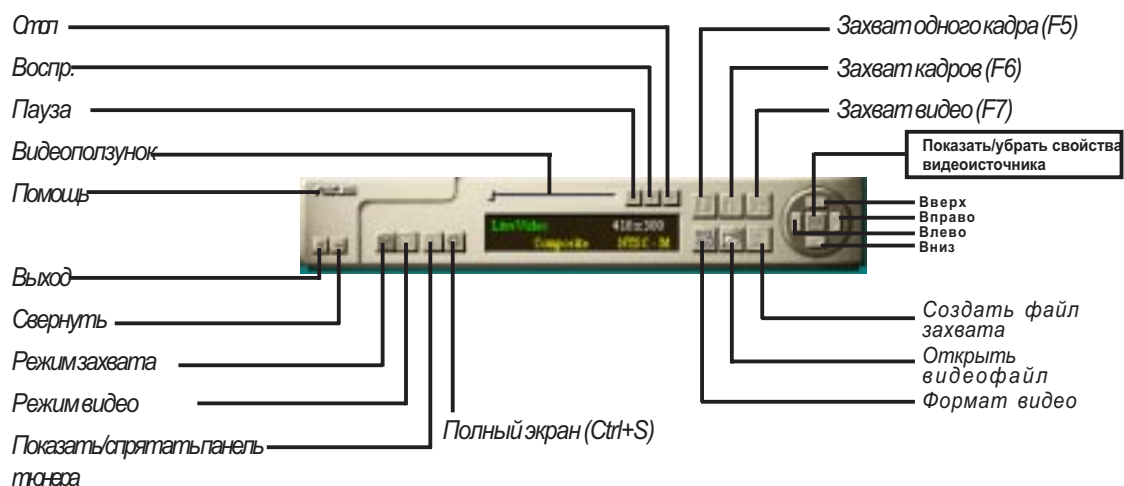 Стоп
Воспр.
Пауза
Видеоползунок
Помощь
Выход
Свернуть
Режим захвата
Режим видео
Показать/спрятать панель
тюнера
Полный экран (Ctrl+S)
Live Video 410x300
Composite NTSC - M
Захват одного кадра (F5)
Захват кадров (F6)
Захват видео (F7)
Показать/убрать свойства
видеоисточника
Вверх
Вправо
Влево
Вниз
Создать файл
захвата
Открыть
видеофайл
Формат видео